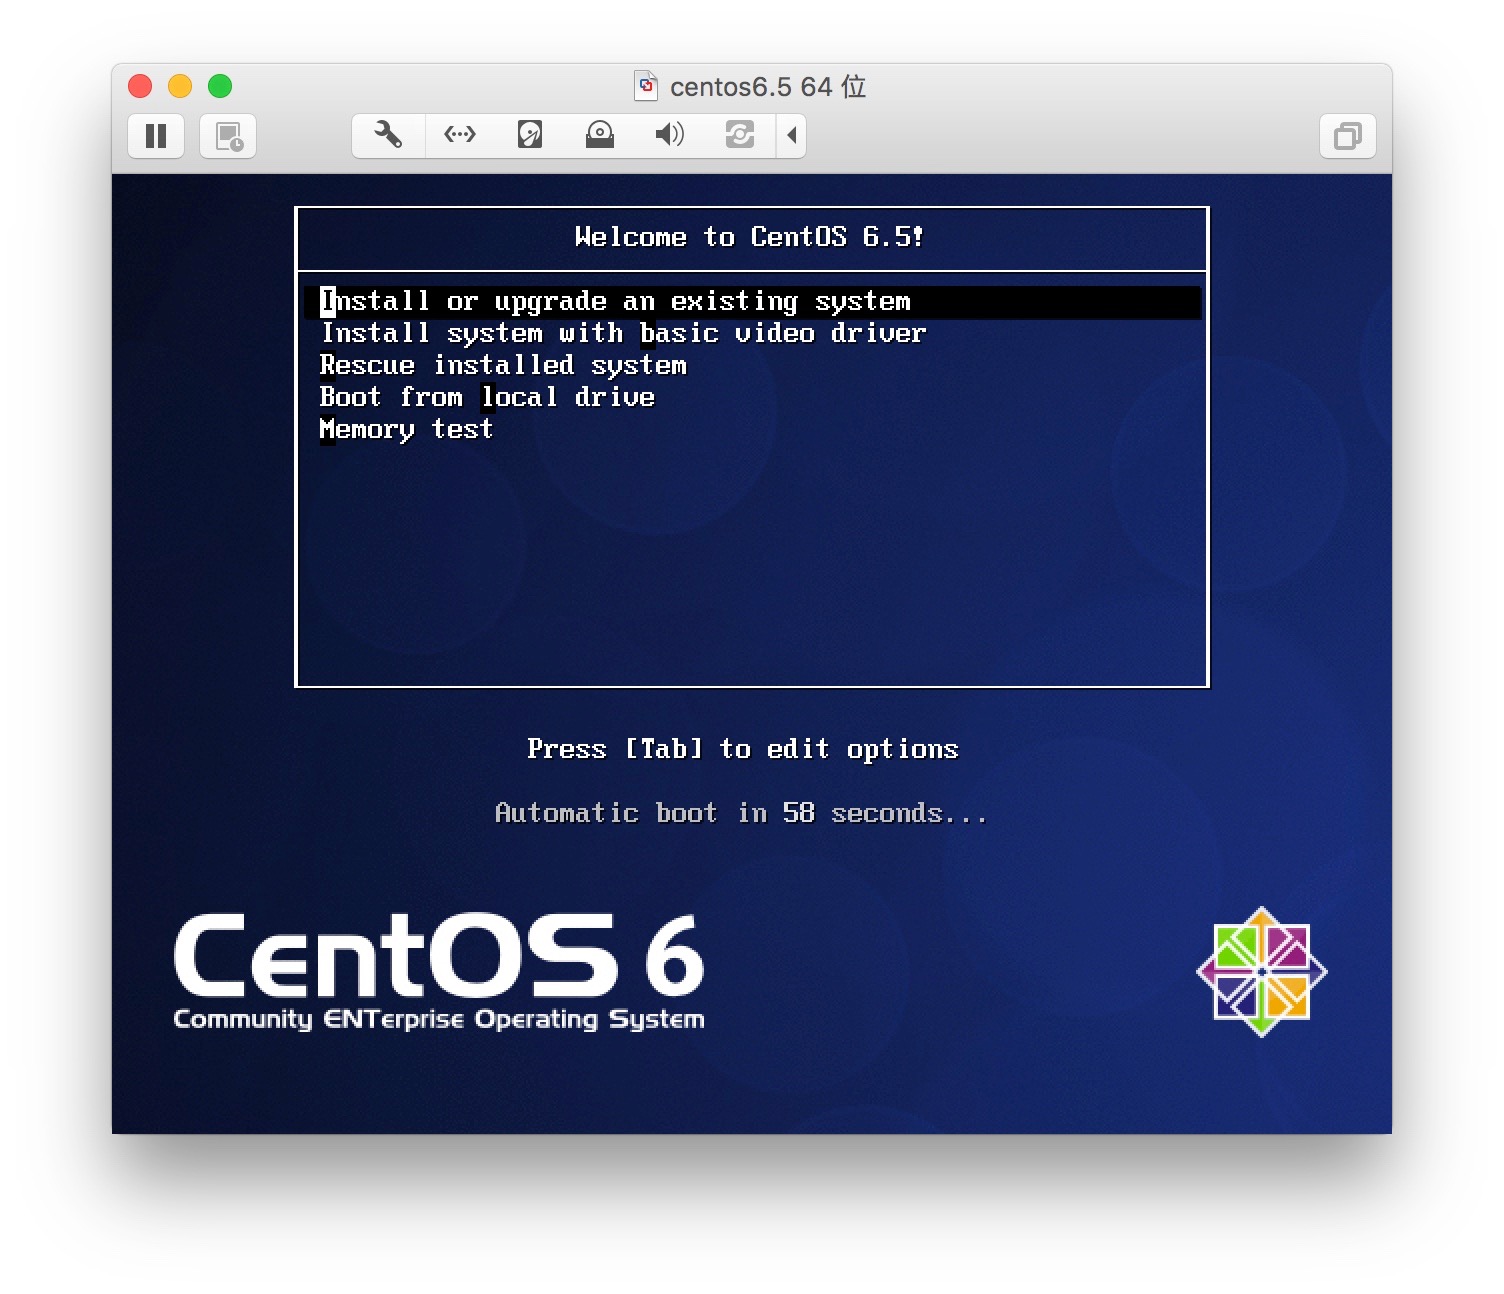 centos6.5 64 位
Welcome to CentOS 6.5!
Install or upgrade an existing system
Install system with basic video driver
Rescue installed system
Boot from local drive
Memory test
Press [Tab] to edit options
Automatic boot in 58 seconds...
CentOS 6
Community ENTerprise Operating System